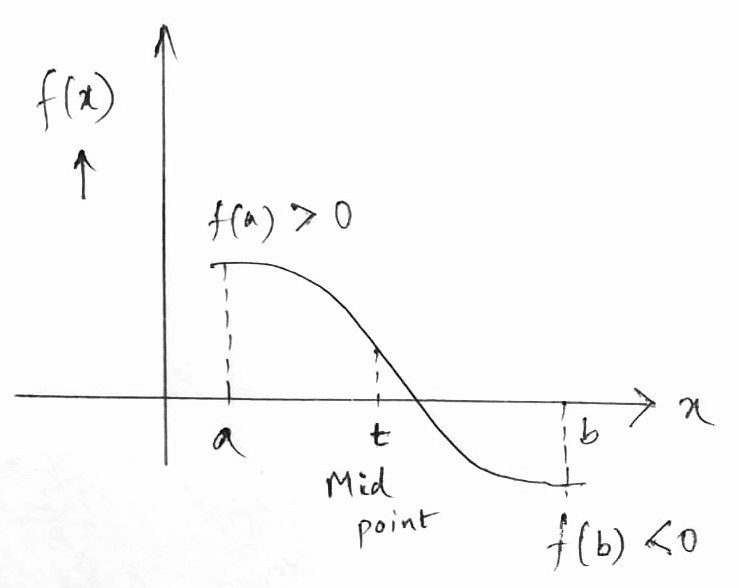 f(x)
↑
f(a) > 0
x
a
t
b
Mid
point
f(b) < 0